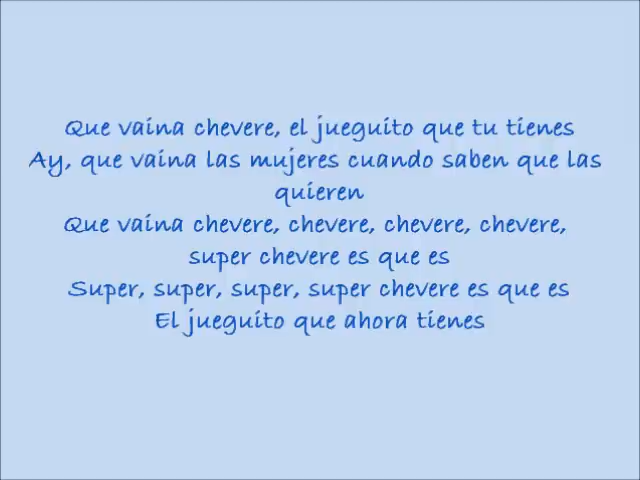 Que vaina chevere, el jueguito que tu tienes
Ay, que vaina las mujeres cuando saben que las
quieren
Que vaina chevere, chevere, chevere, chevere,
super chevere es que es
Super, super, super, super chevere es que es
El jueguito que ahora tienes